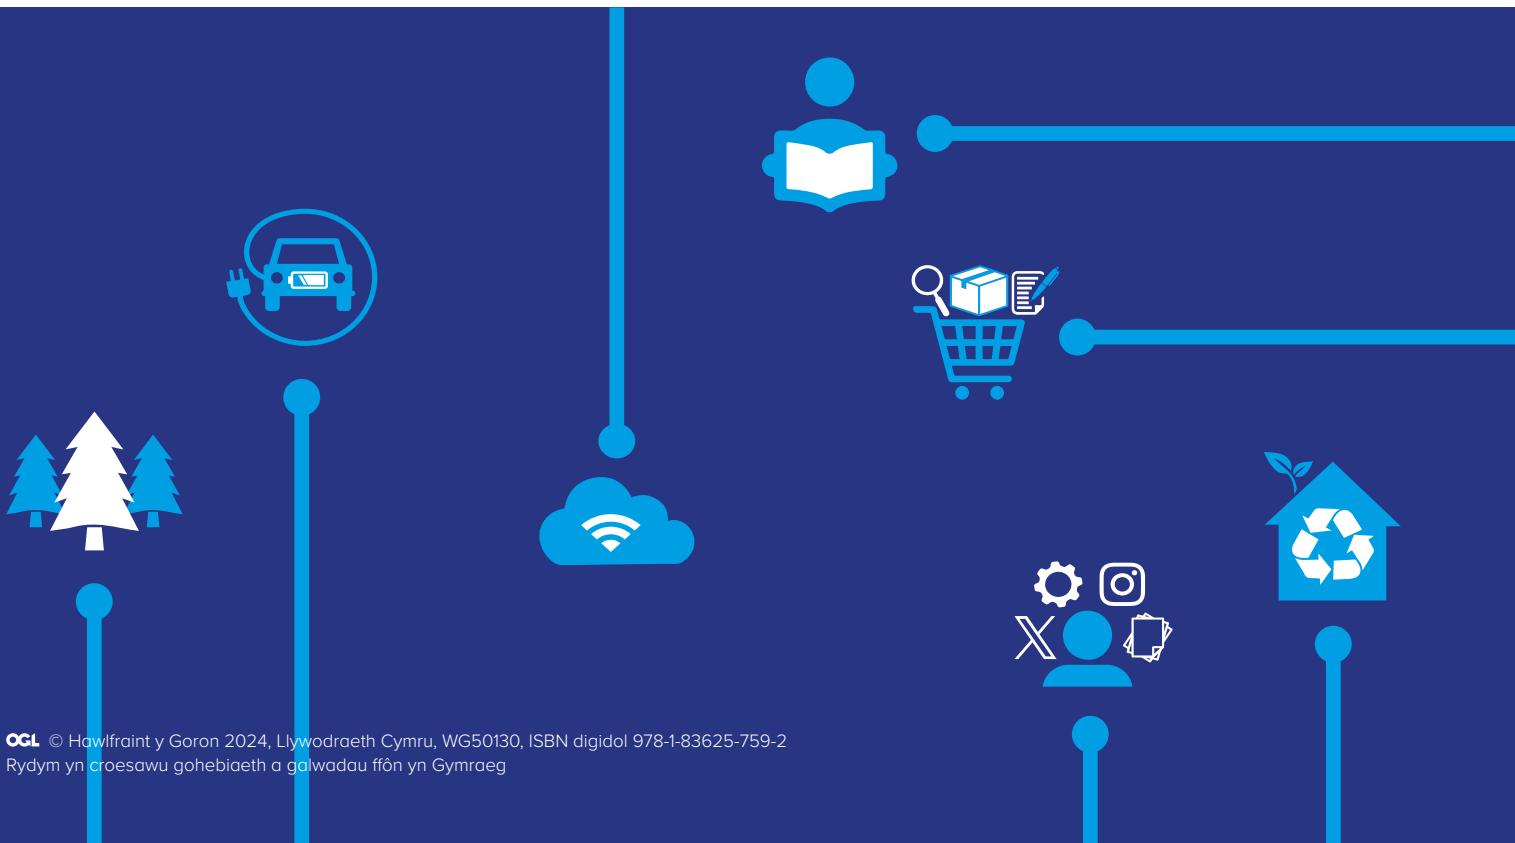 OGL © Hawlfraint y Goron 2024, Llywodraeth Cymru, WG50130, ISBN digidol 978-1-83625-759-2
Rydym yn croesawu gohebiaeth a galwadau ffôn yn Gymraeg